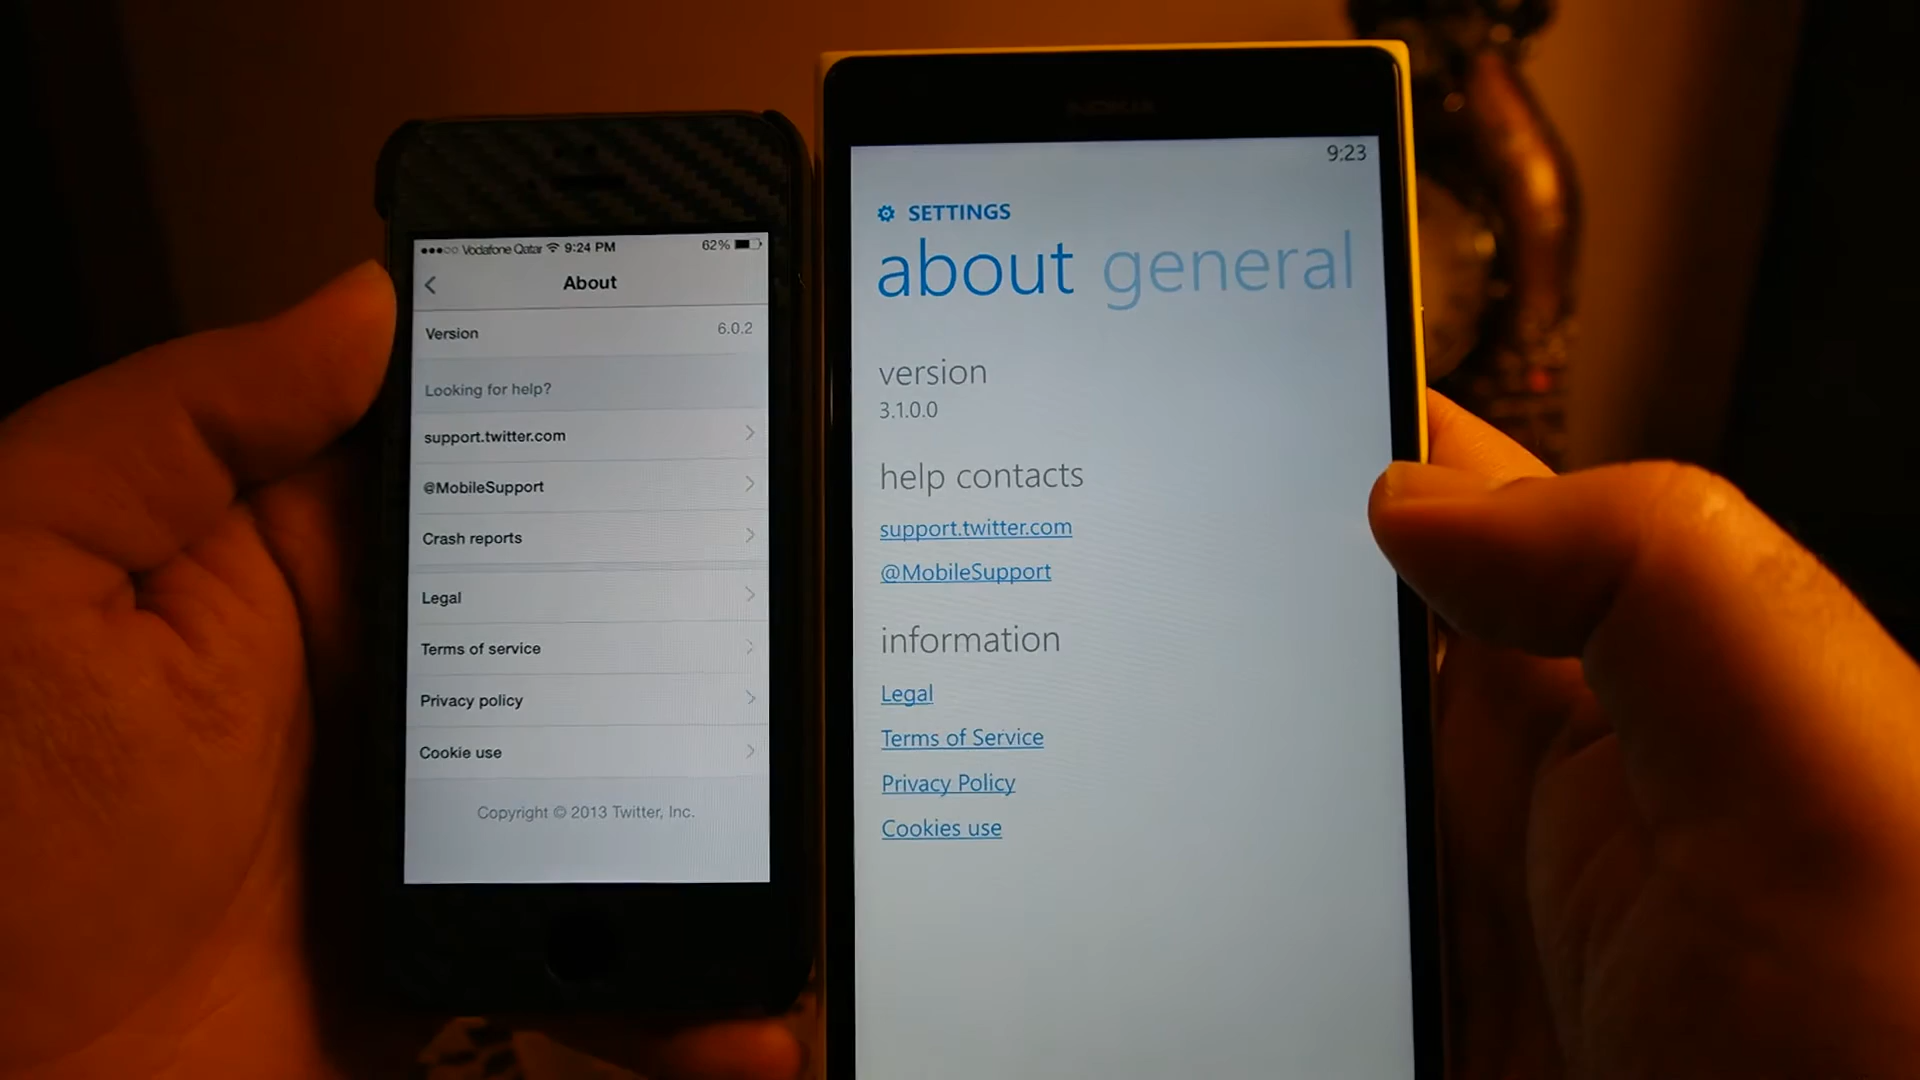 ●●●○○ Vodafone Qatar 9:24 PM 62%
About
Version 6.0.2
Looking for help?
support.twitter.com
@MobileSupport
Crash reports
Legal
Terms of service
Privacy policy
Cookie use
Copyright © 2013 Twitter, Inc.
NOKIA
9:23
SETTINGS
about general
version
3.1.0.0
help contacts
support.twitter.com
@MobileSupport
information
Legal
Terms of Service
Privacy Policy
Cookies use